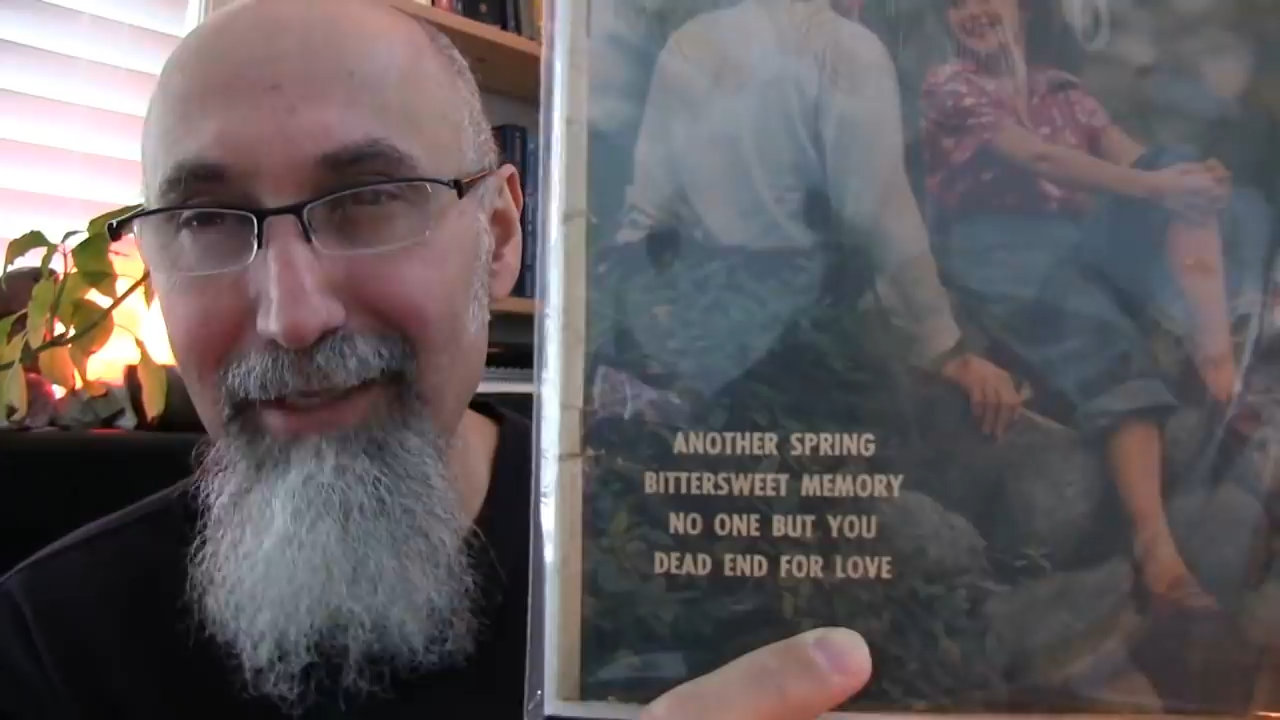 ANOTHER SPRING
BITTERSWEET MEMORY
NO ONE BUT YOU
DEAD END FOR LOVE